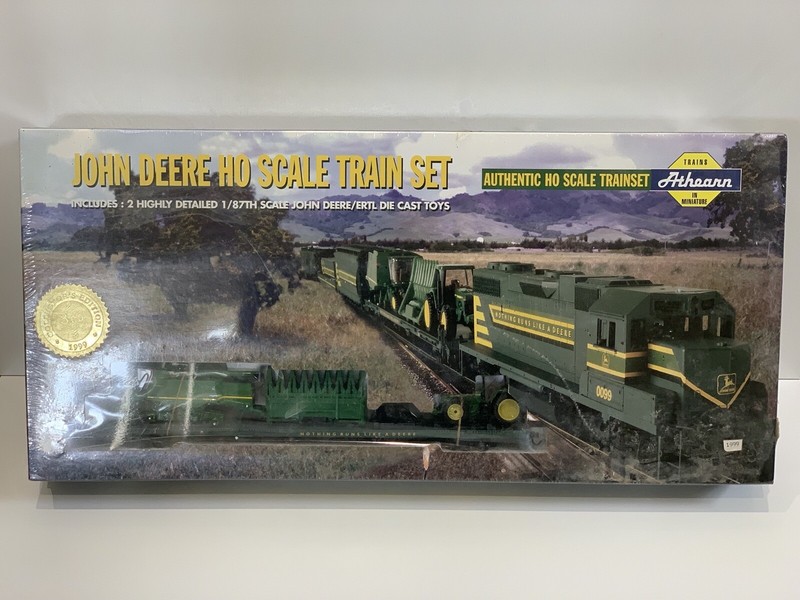 JOHN DEERE HO SCALE TRAIN SET
INCLUDES : 2 HIGHLY DETAILED 1/87TH SCALE JOHN DEERE/ERTL DIE CAST TOYS
AUTHENTIC HO SCALE TRAINSET
TRAINS
Athearn
IN
MINIATURE
EDITION
1999
NOTHING RUNS LIKE A DEERE
0099
NOTHING RUNS LIKE A DEERE